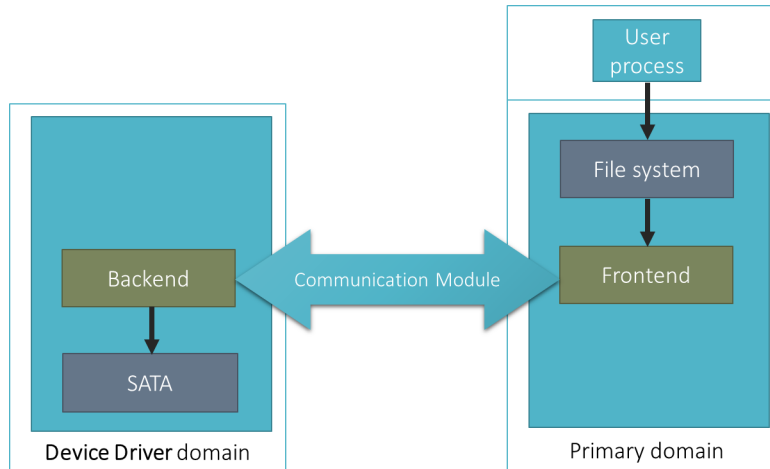 User
process
File system
Backend
Communication Module
Frontend
SATA
Device Driver domain
Primary domain